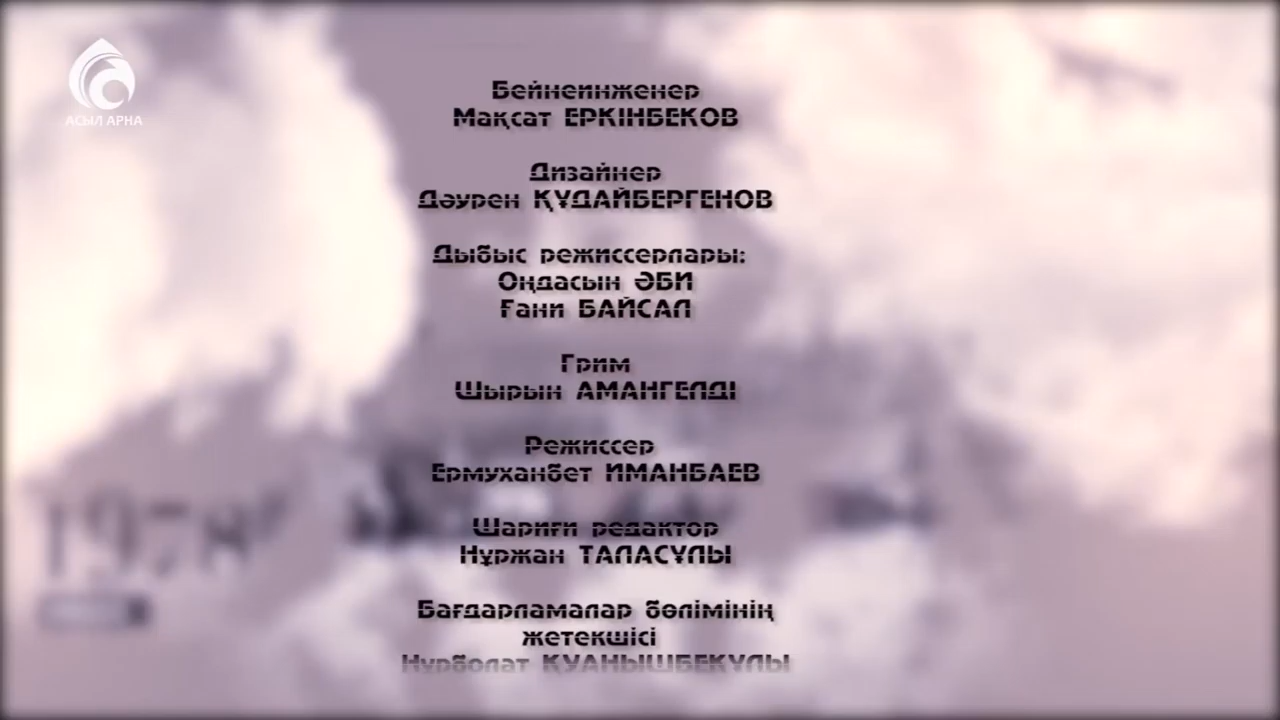 АСЫЛ АРНА
Бейнеинженер
Мақсат ЕРКІНБЕКОВ
Дизайнер
Дәурен ҚҰДАЙБЕРГЕНОВ
Дыбыс режиссерлары:
Оңдасын ӘБИ
Ғани БАЙСАЛ
Грим
Шырын АМАНГЕЛДІ
Режиссер
Ермуханбет ИМАНБАЕВ
Шариғи редактор
Нұржан ТАЛАСҰЛЫ
Бағдарламалар бөлімінің
жетекшісі
Нұрболат ҚУАНЫШБЕКҰЛЫ
1978